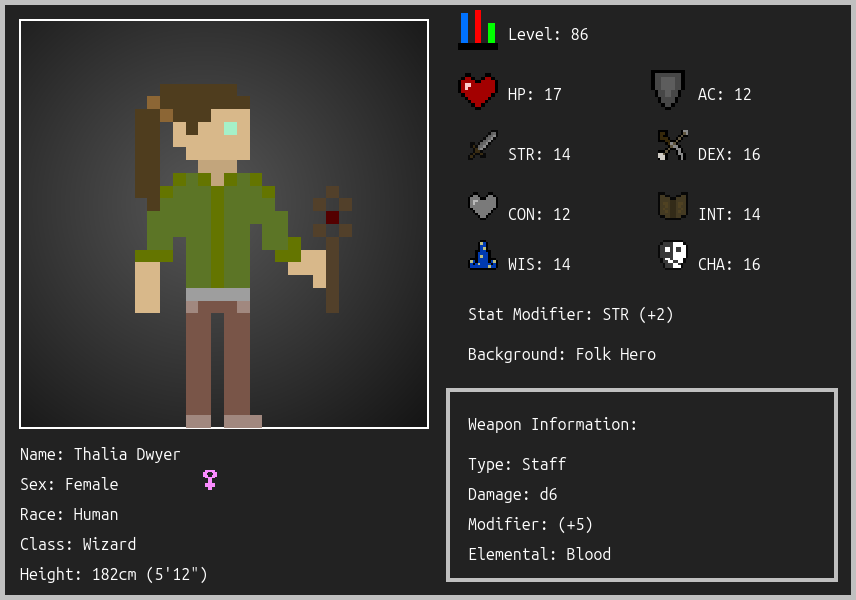 Level: 86
HP: 17
AC: 12
STR: 14
DEX: 16
CON: 12
INT: 14
WIS: 14
CHA: 16
Stat Modifier: STR (+2)
Background: Folk Hero
Weapon Information:
Type: Staff
Damage: d6
Modifier: (+5)
Elemental: Blood
Name: Thalia Dwyer
Sex: Female
Race: Human
Class: Wizard
Height: 182cm (5'12")